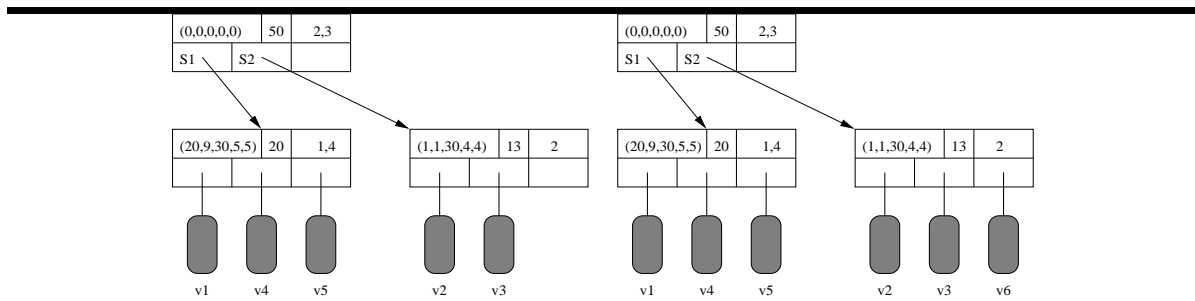 (0,0,0,0,0) 50 2,3
S1 S2
(20,9,30,5,5) 20 1,4
(1,1,30,4,4) 13 2
v1 v4 v5 v2 v3
(0,0,0,0,0) 50 2,3
S1 S2
(20,9,30,5,5) 20 1,4
(1,1,30,4,4) 13 2
v1 v4 v5 v2 v3 v6